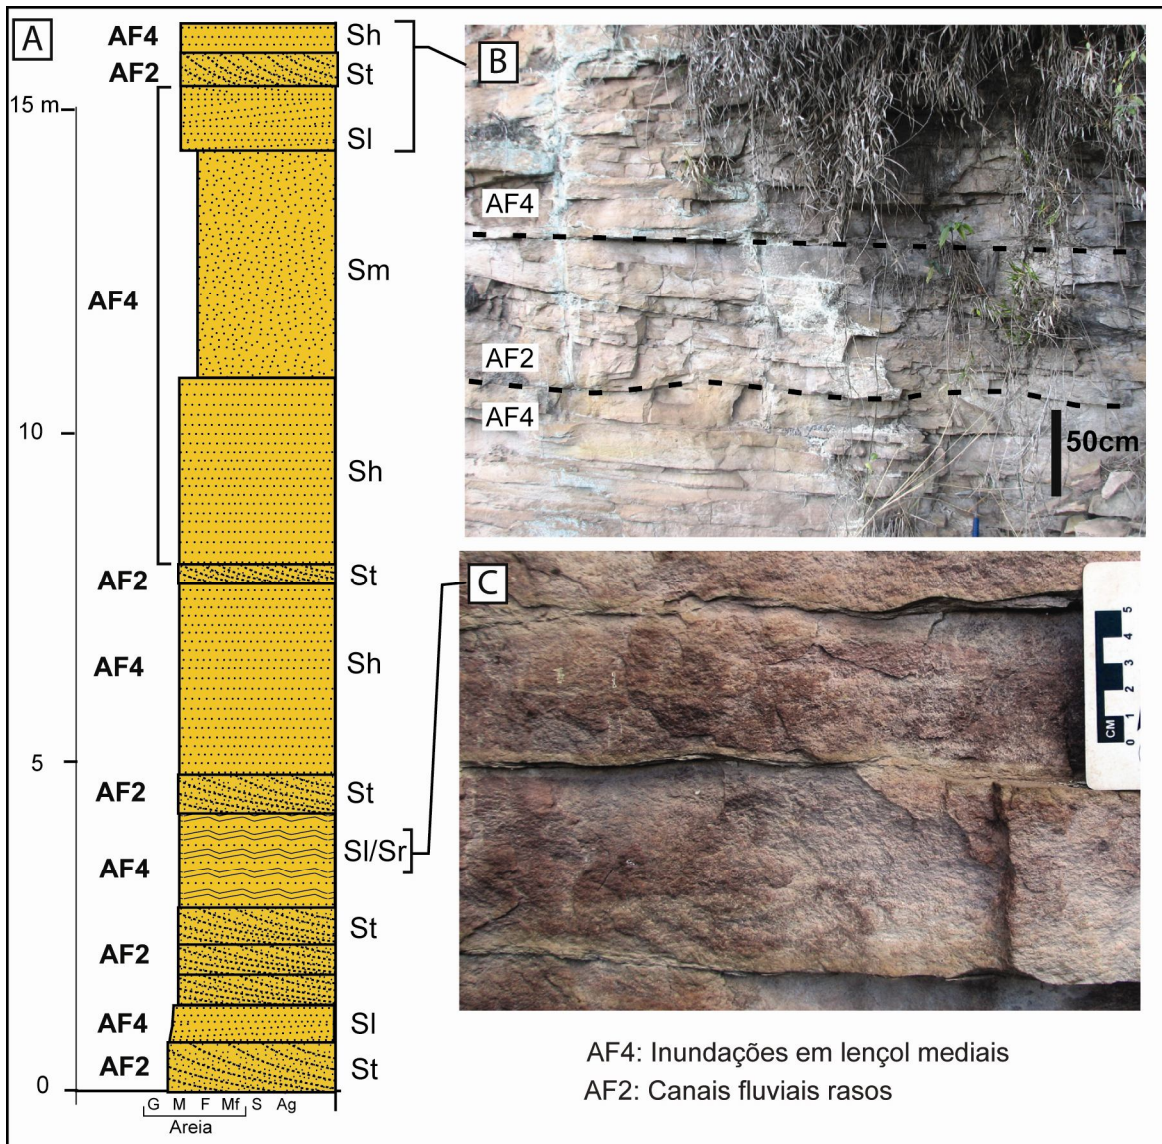 A
AF4 Sh
AF2 St
15 m
Sl
AF4 Sm
10
Sh
AF2 St
AF4 Sh
5
AF2 St
AF4 Sl/Sr
AF2 St
AF4 Sl
AF2 St
0
G M F Mf S Ag
Areia
B
AF4
AF2
AF4
50cm
C
5
4
3
2
1
0
CM
AF4: Inundações em lençol mediais
AF2: Canais fluviais rasos